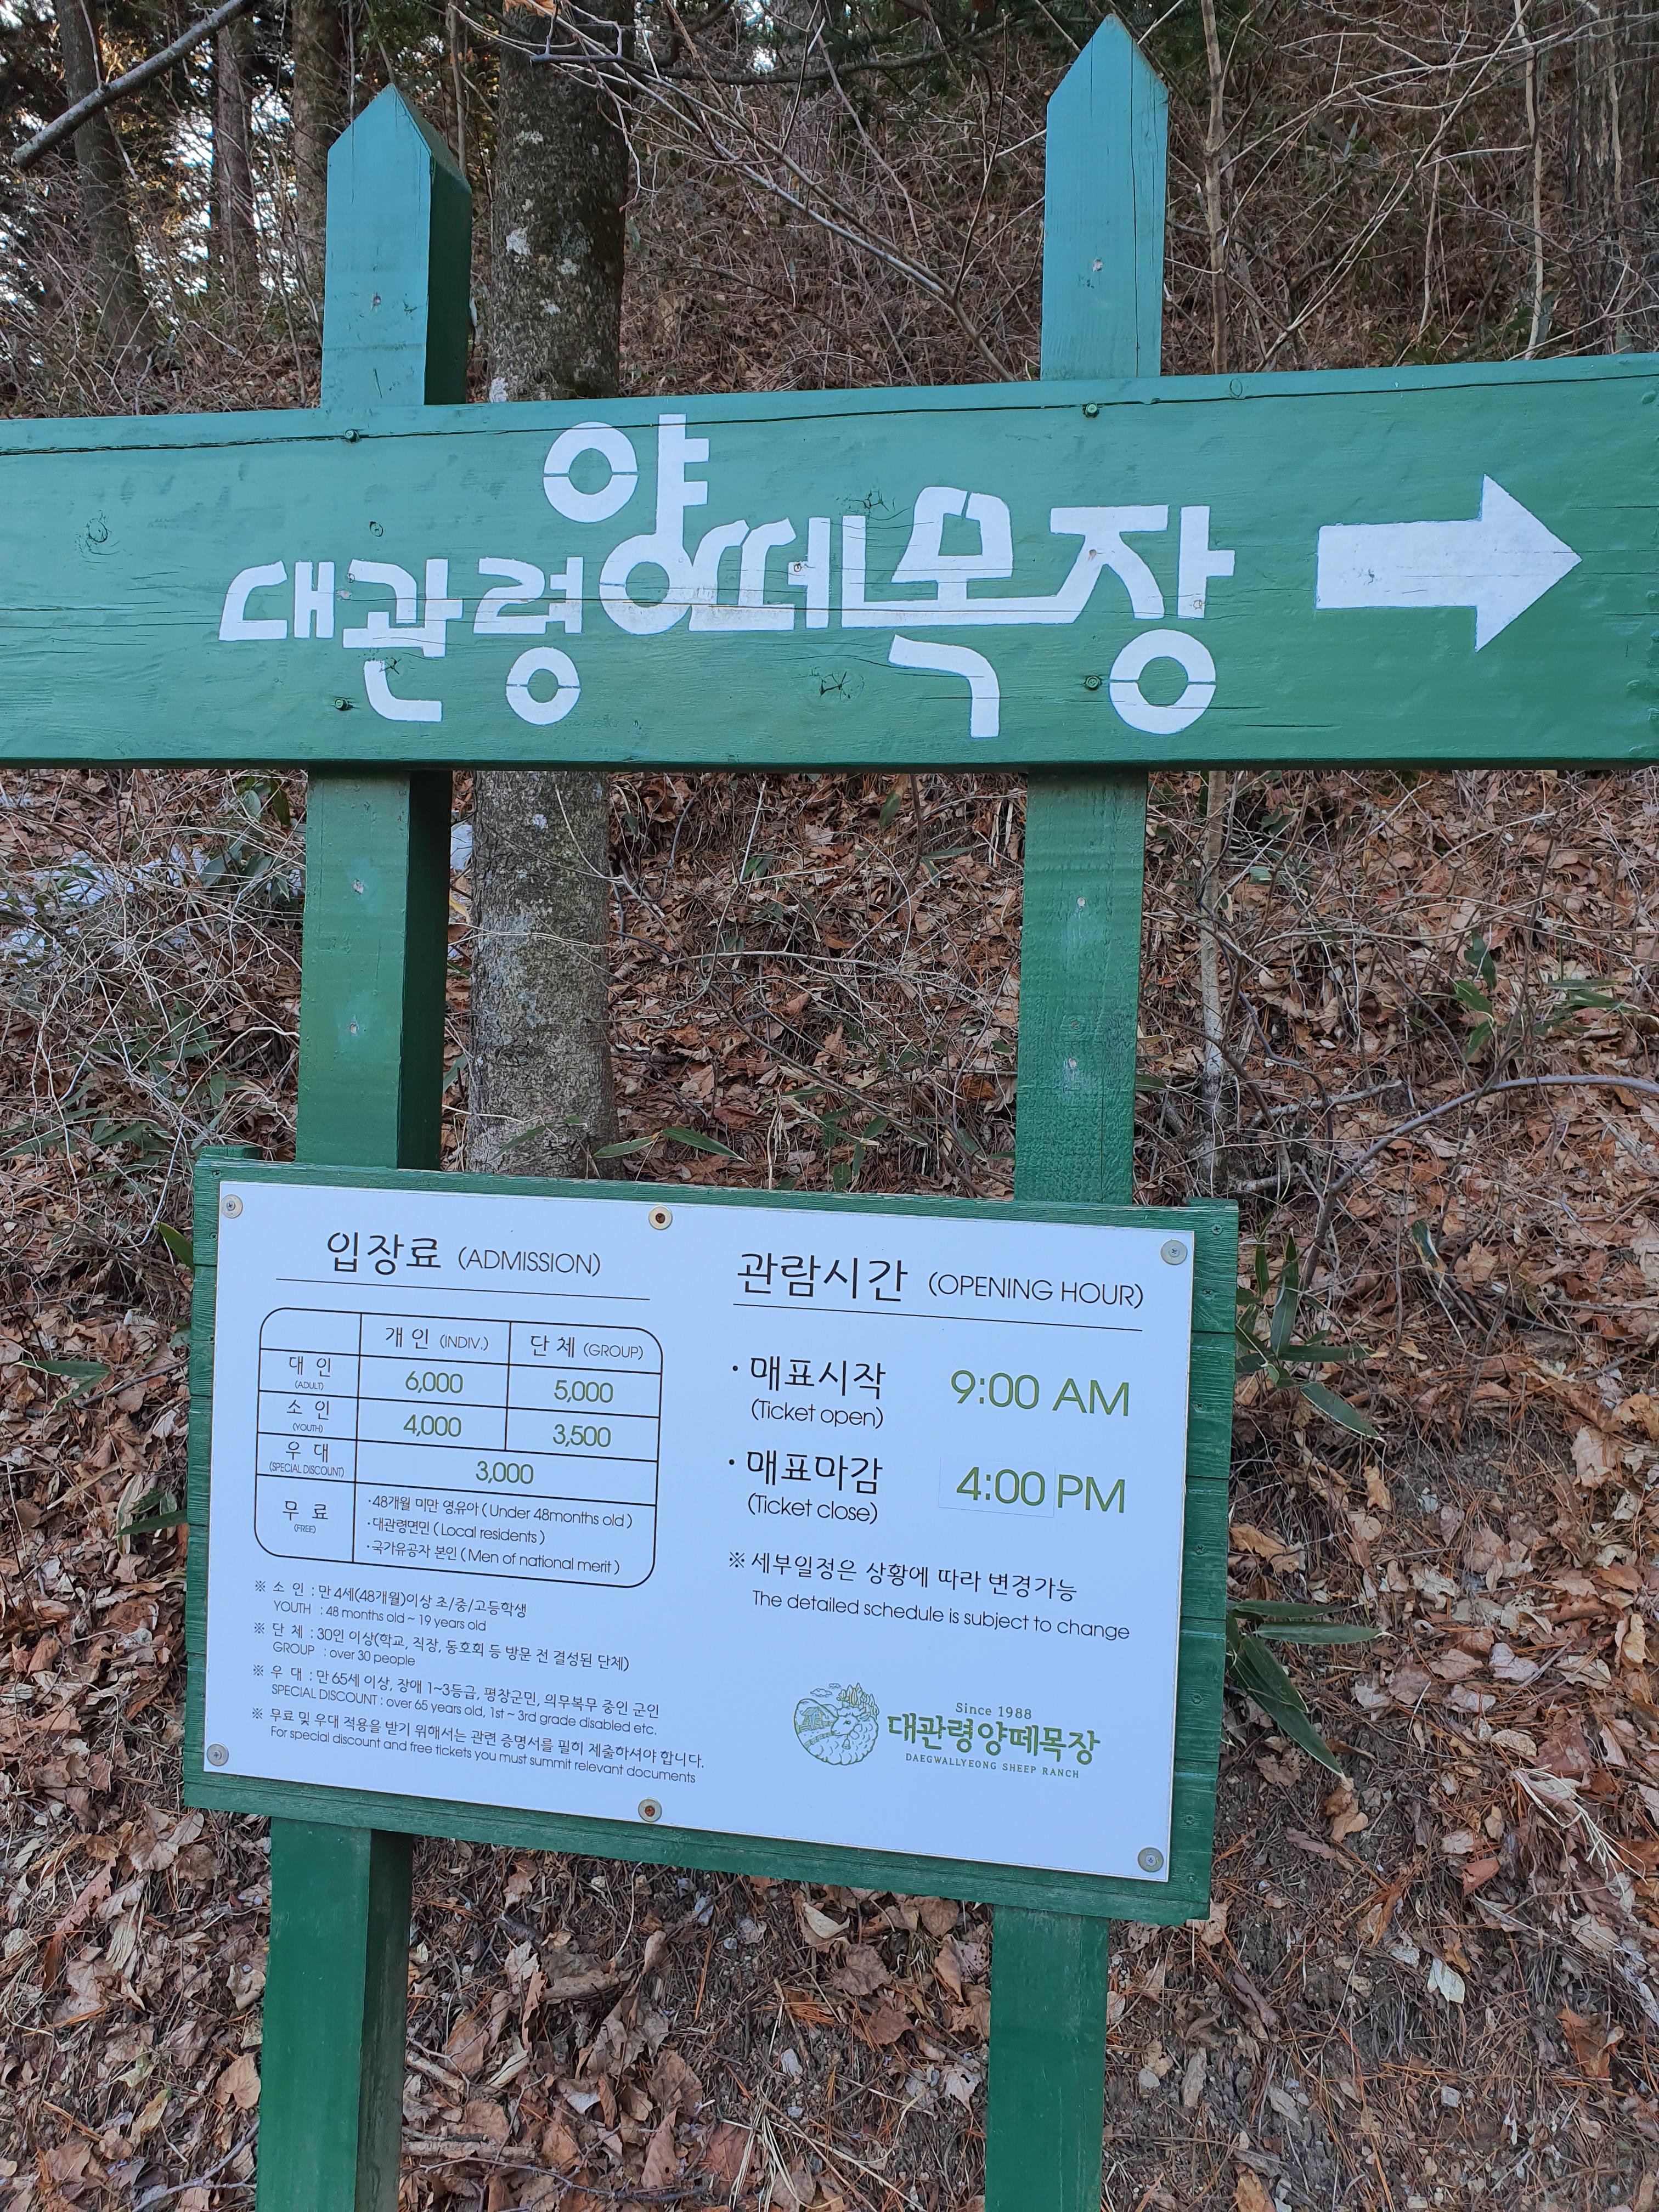 대관령양떼목장
입장료 (ADMISSION)
개 인 (INDIV.) 단 체 (GROUP)
대 인 6,000 5,000
(ADULT)
소 인 4,000 3,500
(YOUTH)
우 대 3,000
(SPECIAL DISCOUNT)
무 료
(FREE)
·48개월 미만 영유아 ( Under 48months old )
·대관령면민 ( Local residents )
·국가유공자 본인 ( Men of national merit )
※ 소 인 : 만 4세(48개월)이상 초/중/고등학생
YOUTH : 48 months old ~ 19 years old
※ 단 체 : 30인 이상(학교, 직장, 동호회 등 방문 전 결성된 단체)
GROUP : over 30 people
※ 우 대 : 만 65세 이상, 장애 1~3등급, 평창군민, 의무복무 중인 군인
SPECIAL DISCOUNT : over 65 years old, 1st ~ 3rd grade disabled etc.
※ 무료 및 우대 적용을 받기 위해서는 관련 증명서를 필히 제출하셔야 합니다.
For special discount and free tickets you must summit relevant documents
관람시간 (OPENING HOUR)
· 매표시작 9:00 AM
(Ticket open)
· 매표마감 4:00 PM
(Ticket close)
※ 세부일정은 상황에 따라 변경가능
The detailed schedule is subject to change
Since 1988
대관령양떼목장
DAEGWALLYEONG SHEEP RANCH